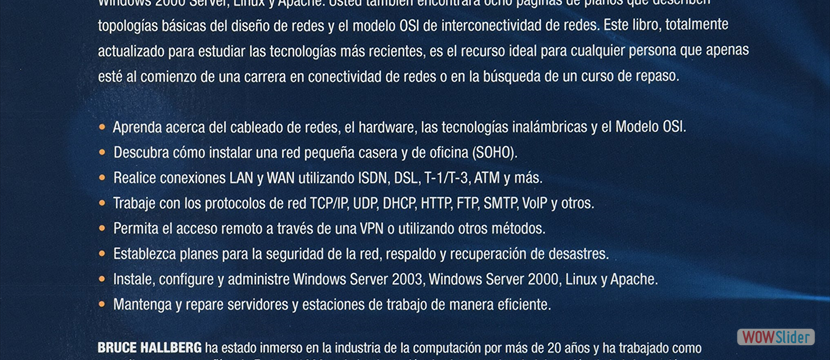 Windows 2000 Server, Linux y Apache. Usted también encontrará ocho páginas de planos que describen
topologías básicas del diseño de redes y el modelo OSI de interconectividad de redes. Este libro, totalmente
actualizado para estudiar las tecnologías más recientes, es el recurso ideal para cualquier persona que apenas
esté al comienzo de una carrera en conectividad de redes o en la búsqueda de un curso de repaso.
• Aprenda acerca del cableado de redes, el hardware, las tecnologías inalámbricas y el Modelo OSI.
• Descubra cómo instalar una red pequeña casera y de oficina (SOHO).
• Realice conexiones LAN y WAN utilizando ISDN, DSL, T-1/T-3, ATM y más.
• Trabaje con los protocolos de red TCP/IP, UDP, DHCP, HTTP, FTP, SMTP, VoIP y otros.
• Permita el acceso remoto a través de una VPN o utilizando otros métodos.
• Establezca planes para la seguridad de la red, respaldo y recuperación de desastres.
• Instale, configure y administre Windows Server 2003, Windows Server 2000, Linux y Apache.
• Mantenga y repare servidores y estaciones de trabajo de manera eficiente.
BRUCE HALLBERG ha estado inmerso en la industria de la computación por más de 20 años y ha trabajado como
WOWSlider